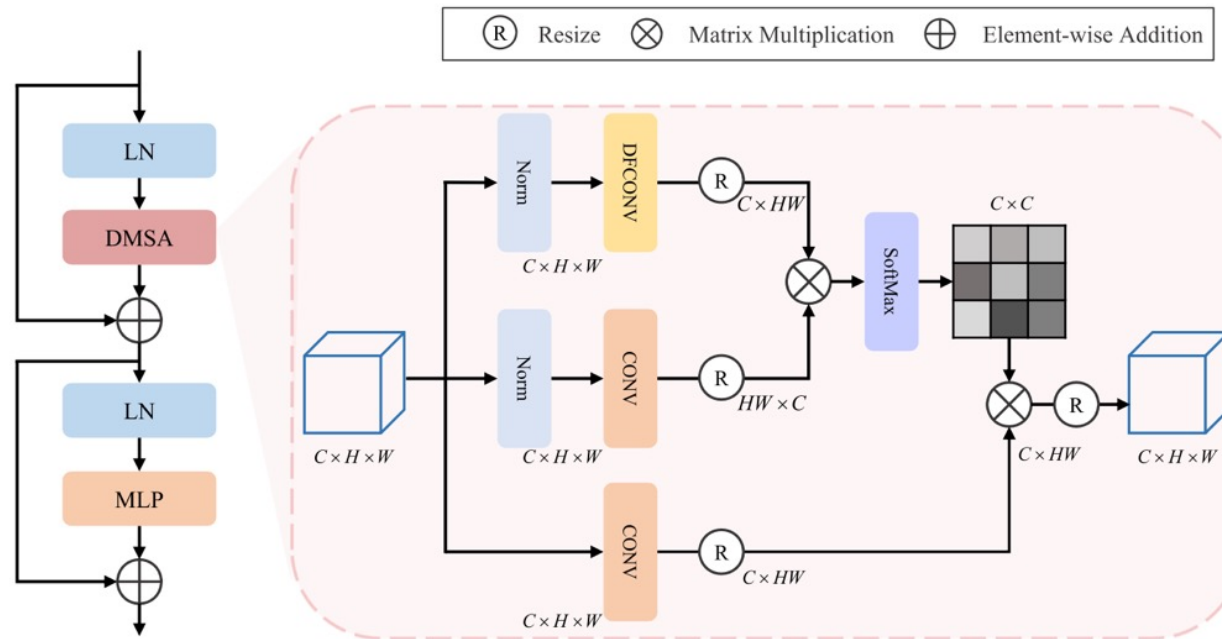 R Resize Matrix Multiplication Element-wise Addition
LN
DMSA
LN
MLP
Norm
DFCONV
R
C × HW
C × H × W
Norm
CONV
R
HW × C
C × H × W
C × H × W
CONV
R
C × HW
C × H × W
SoftMax
C × C
R
C × HW
C × H × W